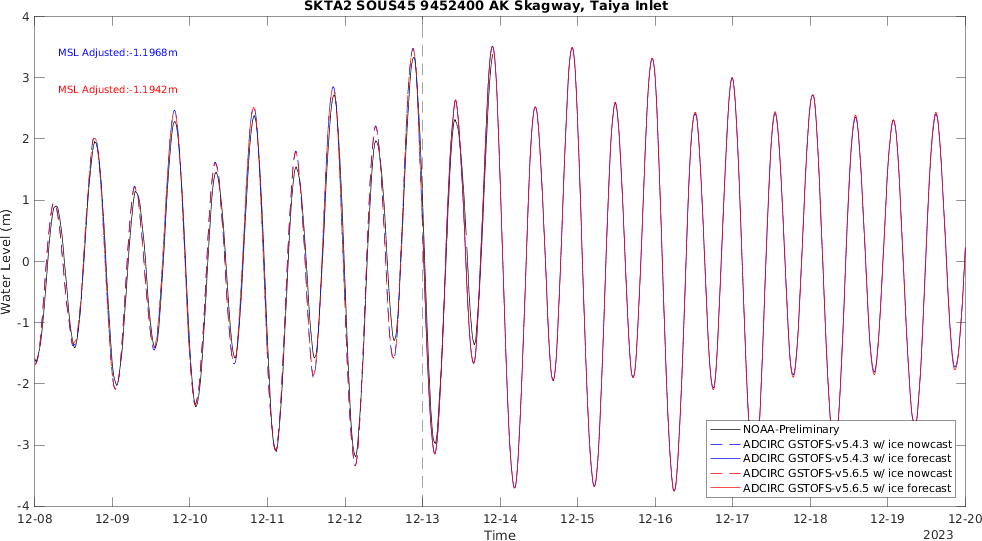 SKTA2 SOUS45 9452400 AK Skagway, Taiya Inlet
MSL Adjusted:-1.1968m
MSL Adjusted:-1.1942m
Water Level (m)
4
3
2
1
0
-1
-2
-3
-4
NOAA-Preliminary
ADCIRC GSTOFS-v5.4.3 w/ ice nowcast
ADCIRC GSTOFS-v5.4.3 w/ ice forecast
ADCIRC GSTOFS-v5.6.5 w/ ice nowcast
ADCIRC GSTOFS-v5.6.5 w/ ice forecast
12-08 12-09 12-10 12-11 12-12 12-13 12-14 12-15 12-16 12-17 12-18 12-19 12-20
Time
2023